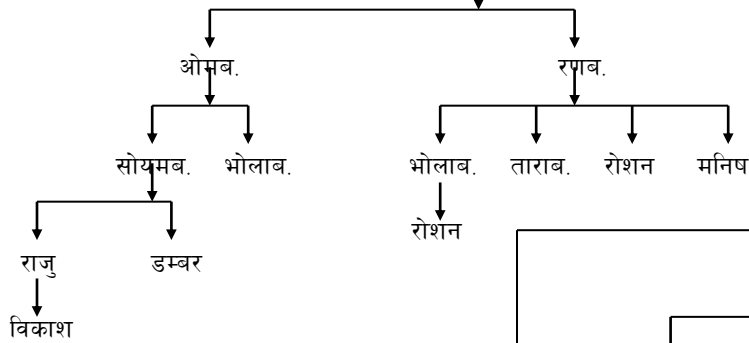 ओमब. रणब.
सोयमब. भोलाब. भोलाब. ताराब. रोशन मनिष
रोशन
राजु डम्बर
विकाश